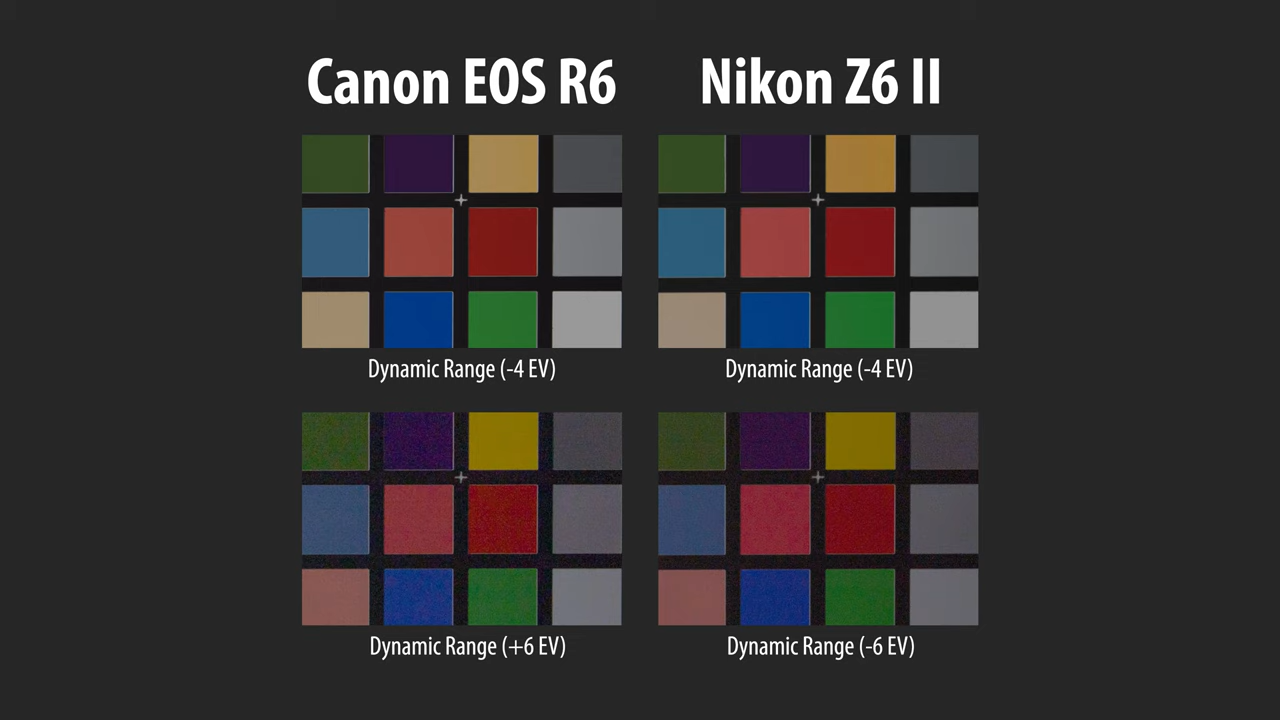 Canon EOS R6
Nikon Z6 II
Dynamic Range (-4 EV)
Dynamic Range (-4 EV)
Dynamic Range (+6 EV)
Dynamic Range (-6 EV)